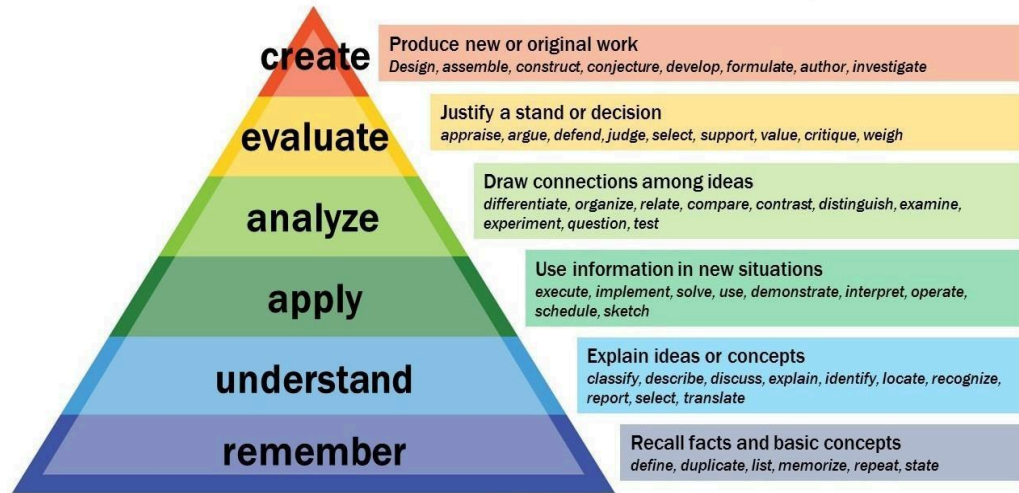 create
Produce new or original work
Design, assemble, construct, conjecture, develop, formulate, author, investigate
evaluate
Justify a stand or decision
appraise, argue, defend, judge, select, support, value, critique, weigh
analyze
Draw connections among ideas
differentiate, organize, relate, compare, contrast, distinguish, examine,
experiment, question, test
apply
Use information in new situations
execute, implement, solve, use, demonstrate, interpret, operate,
schedule, sketch
understand
Explain ideas or concepts
classify, describe, discuss, explain, identify, locate, recognize,
report, select, translate
remember
Recall facts and basic concepts
define, duplicate, list, memorize, repeat, state